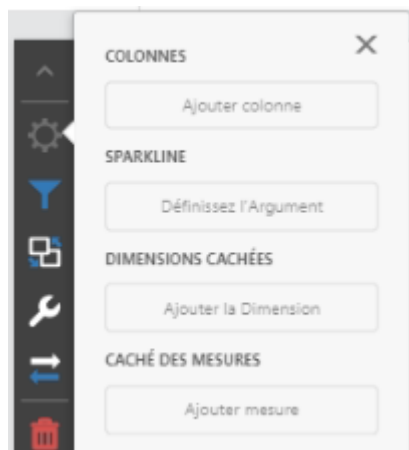 COLONNES
Ajouter colonne
SPARKLINE
Définissez l'Argument
DIMENSIONS CACHÉES
Ajouter la Dimension
CACHÉ DES MESURES
Ajouter mesure